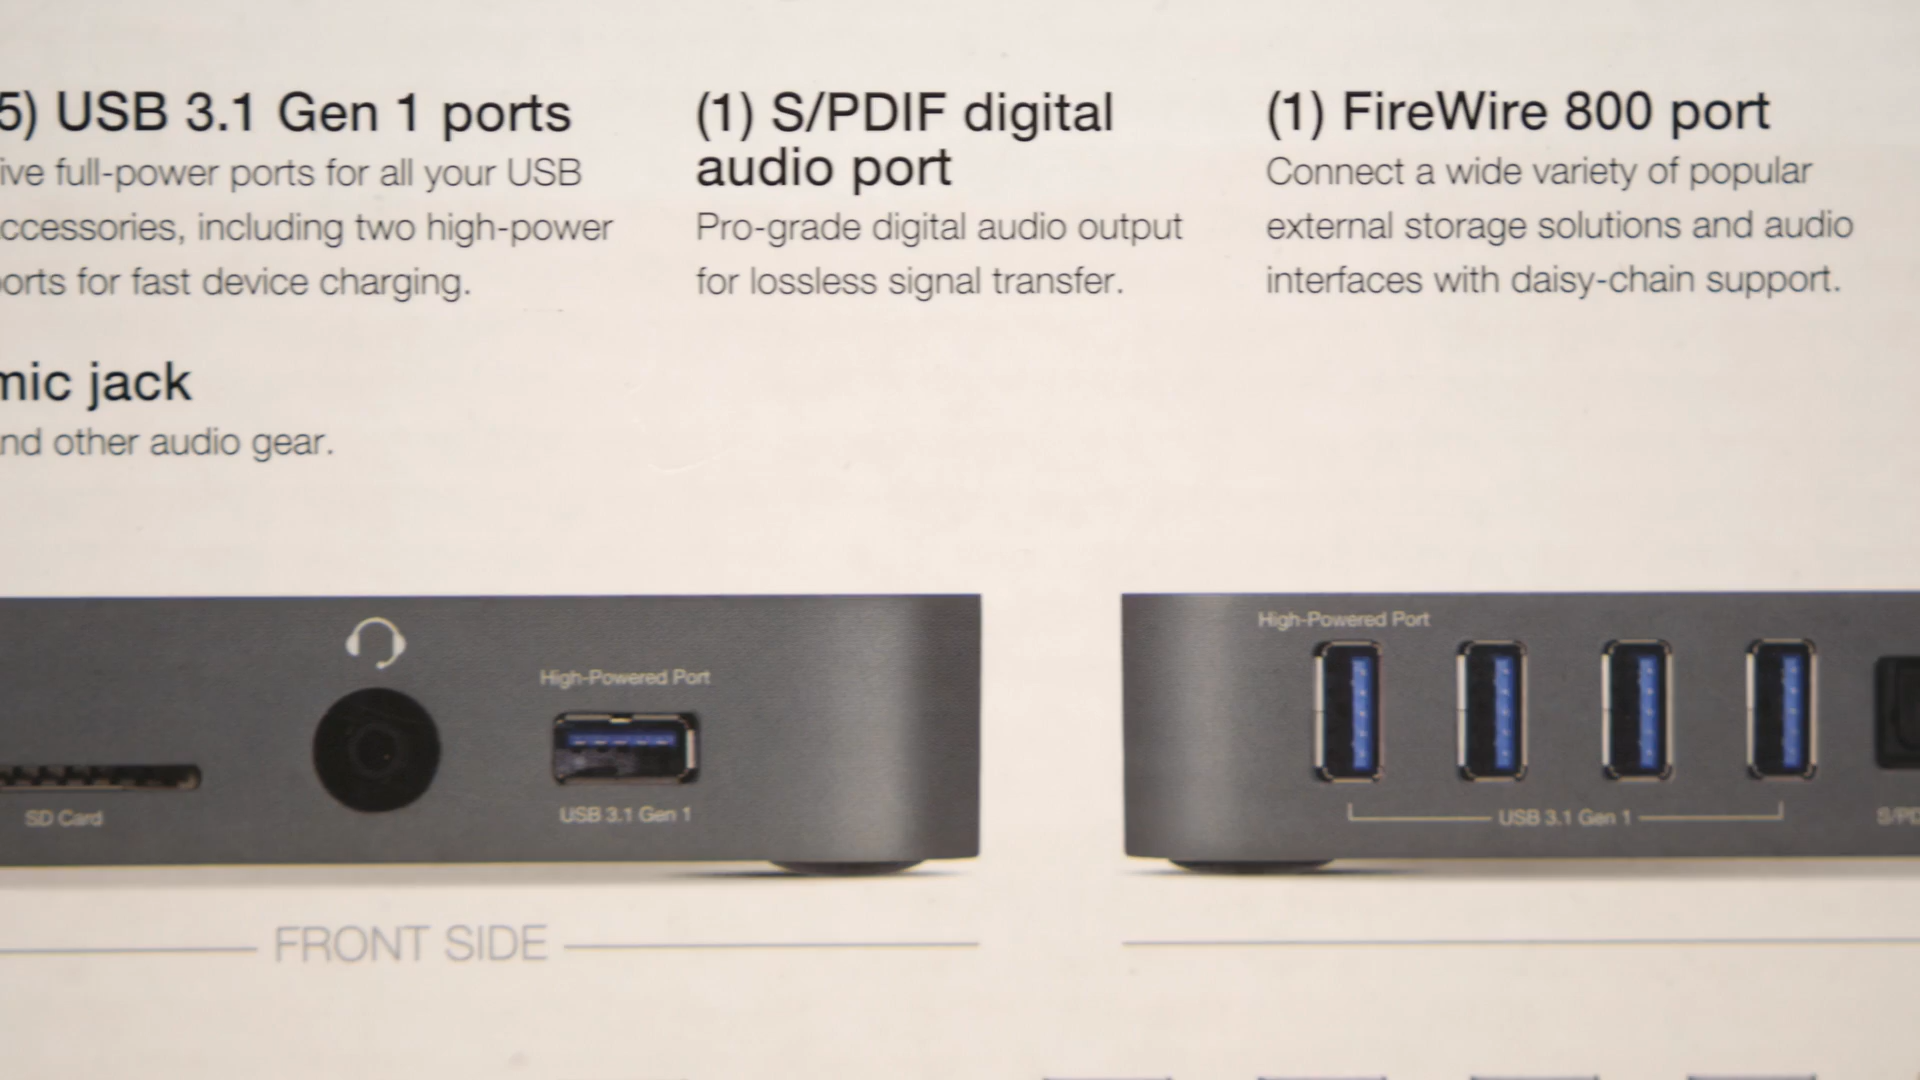 5) USB 3.1 Gen 1 ports
ive full-power ports for all your USB
ccessories, including two high-power
orts for fast device charging.
(1) S/PDIF digital
audio port
Pro-grade digital audio output
for lossless signal transfer.
(1) FireWire 800 port
Connect a wide variety of popular
external storage solutions and audio
interfaces with daisy-chain support.
mic jack
nd other audio gear.
High-Powered Port
SD Card
USB 3.1 Gen 1
FRONT SIDE
High-Powered Port
USB 3.1 Gen 1
S/PD